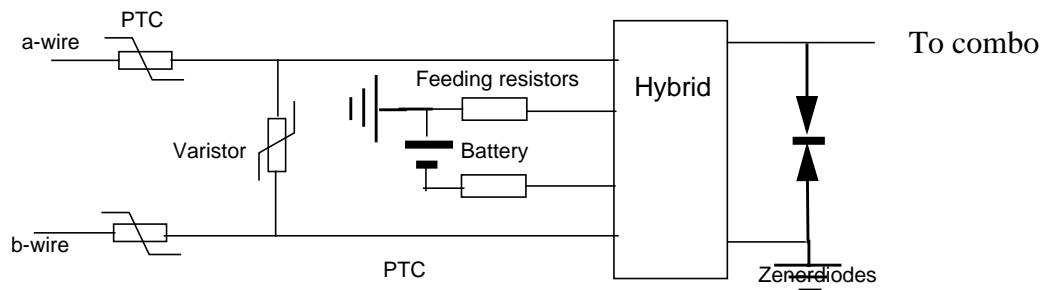 PTC
a-wire
To combo
Feeding resistors
Hybrid
Varistor
Battery
b-wire
PTC
Zenerdiodes